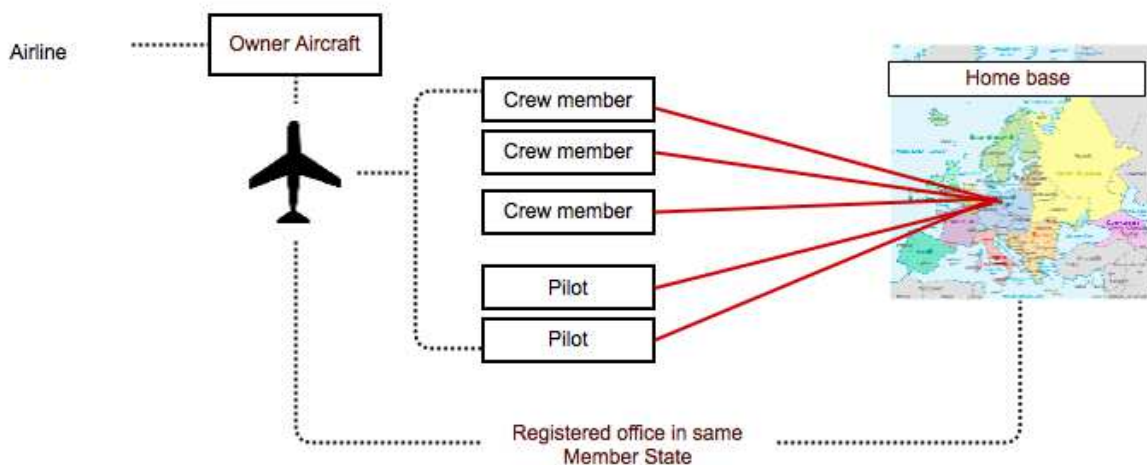 Airline
Owner Aircraft
Home base
Crew member
Crew member
Crew member
Pilot
Pilot
Registered office in same
Member State